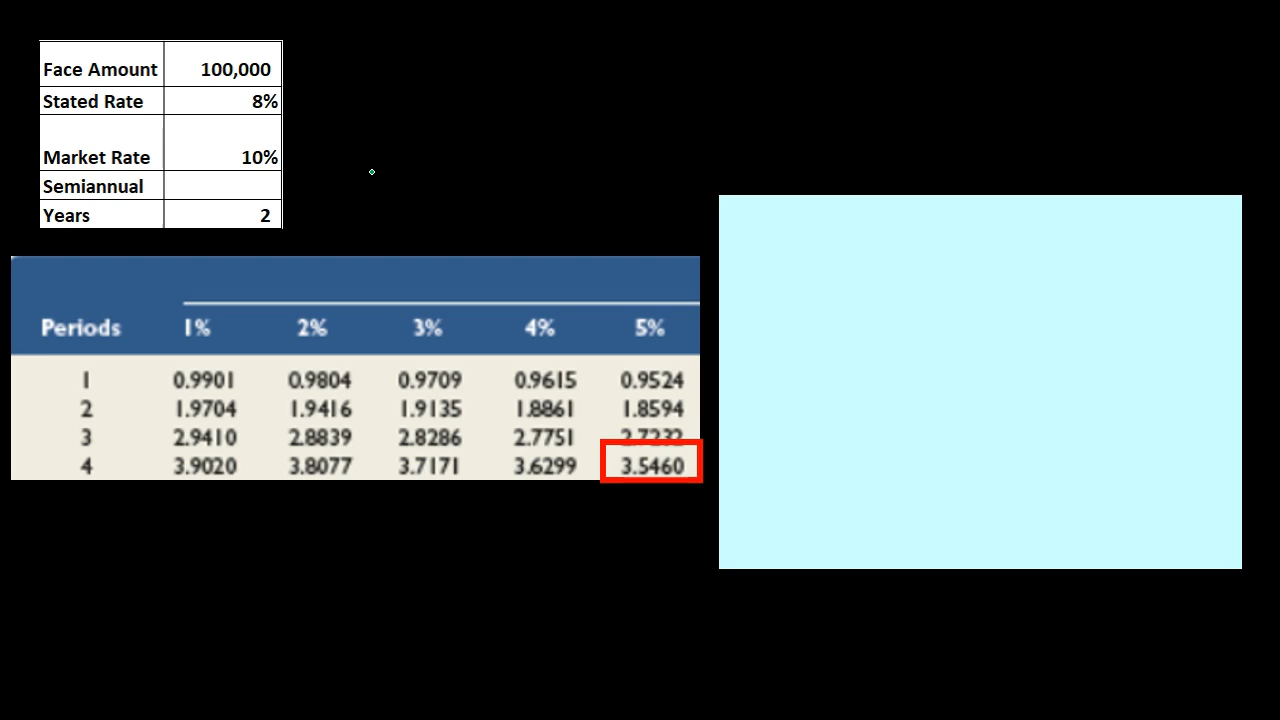 Face Amount 100,000
Stated Rate 8%
Market Rate 10%
Semiannual
Years 2
Periods 1% 2% 3% 4% 5%
1 0.9901 0.9804 0.9709 0.9615 0.9524
2 1.9704 1.9416 1.9135 1.8861 1.8594
3 2.9410 2.8839 2.8286 2.7751 2.7232
4 3.9020 3.8077 3.7171 3.6299 3.5460